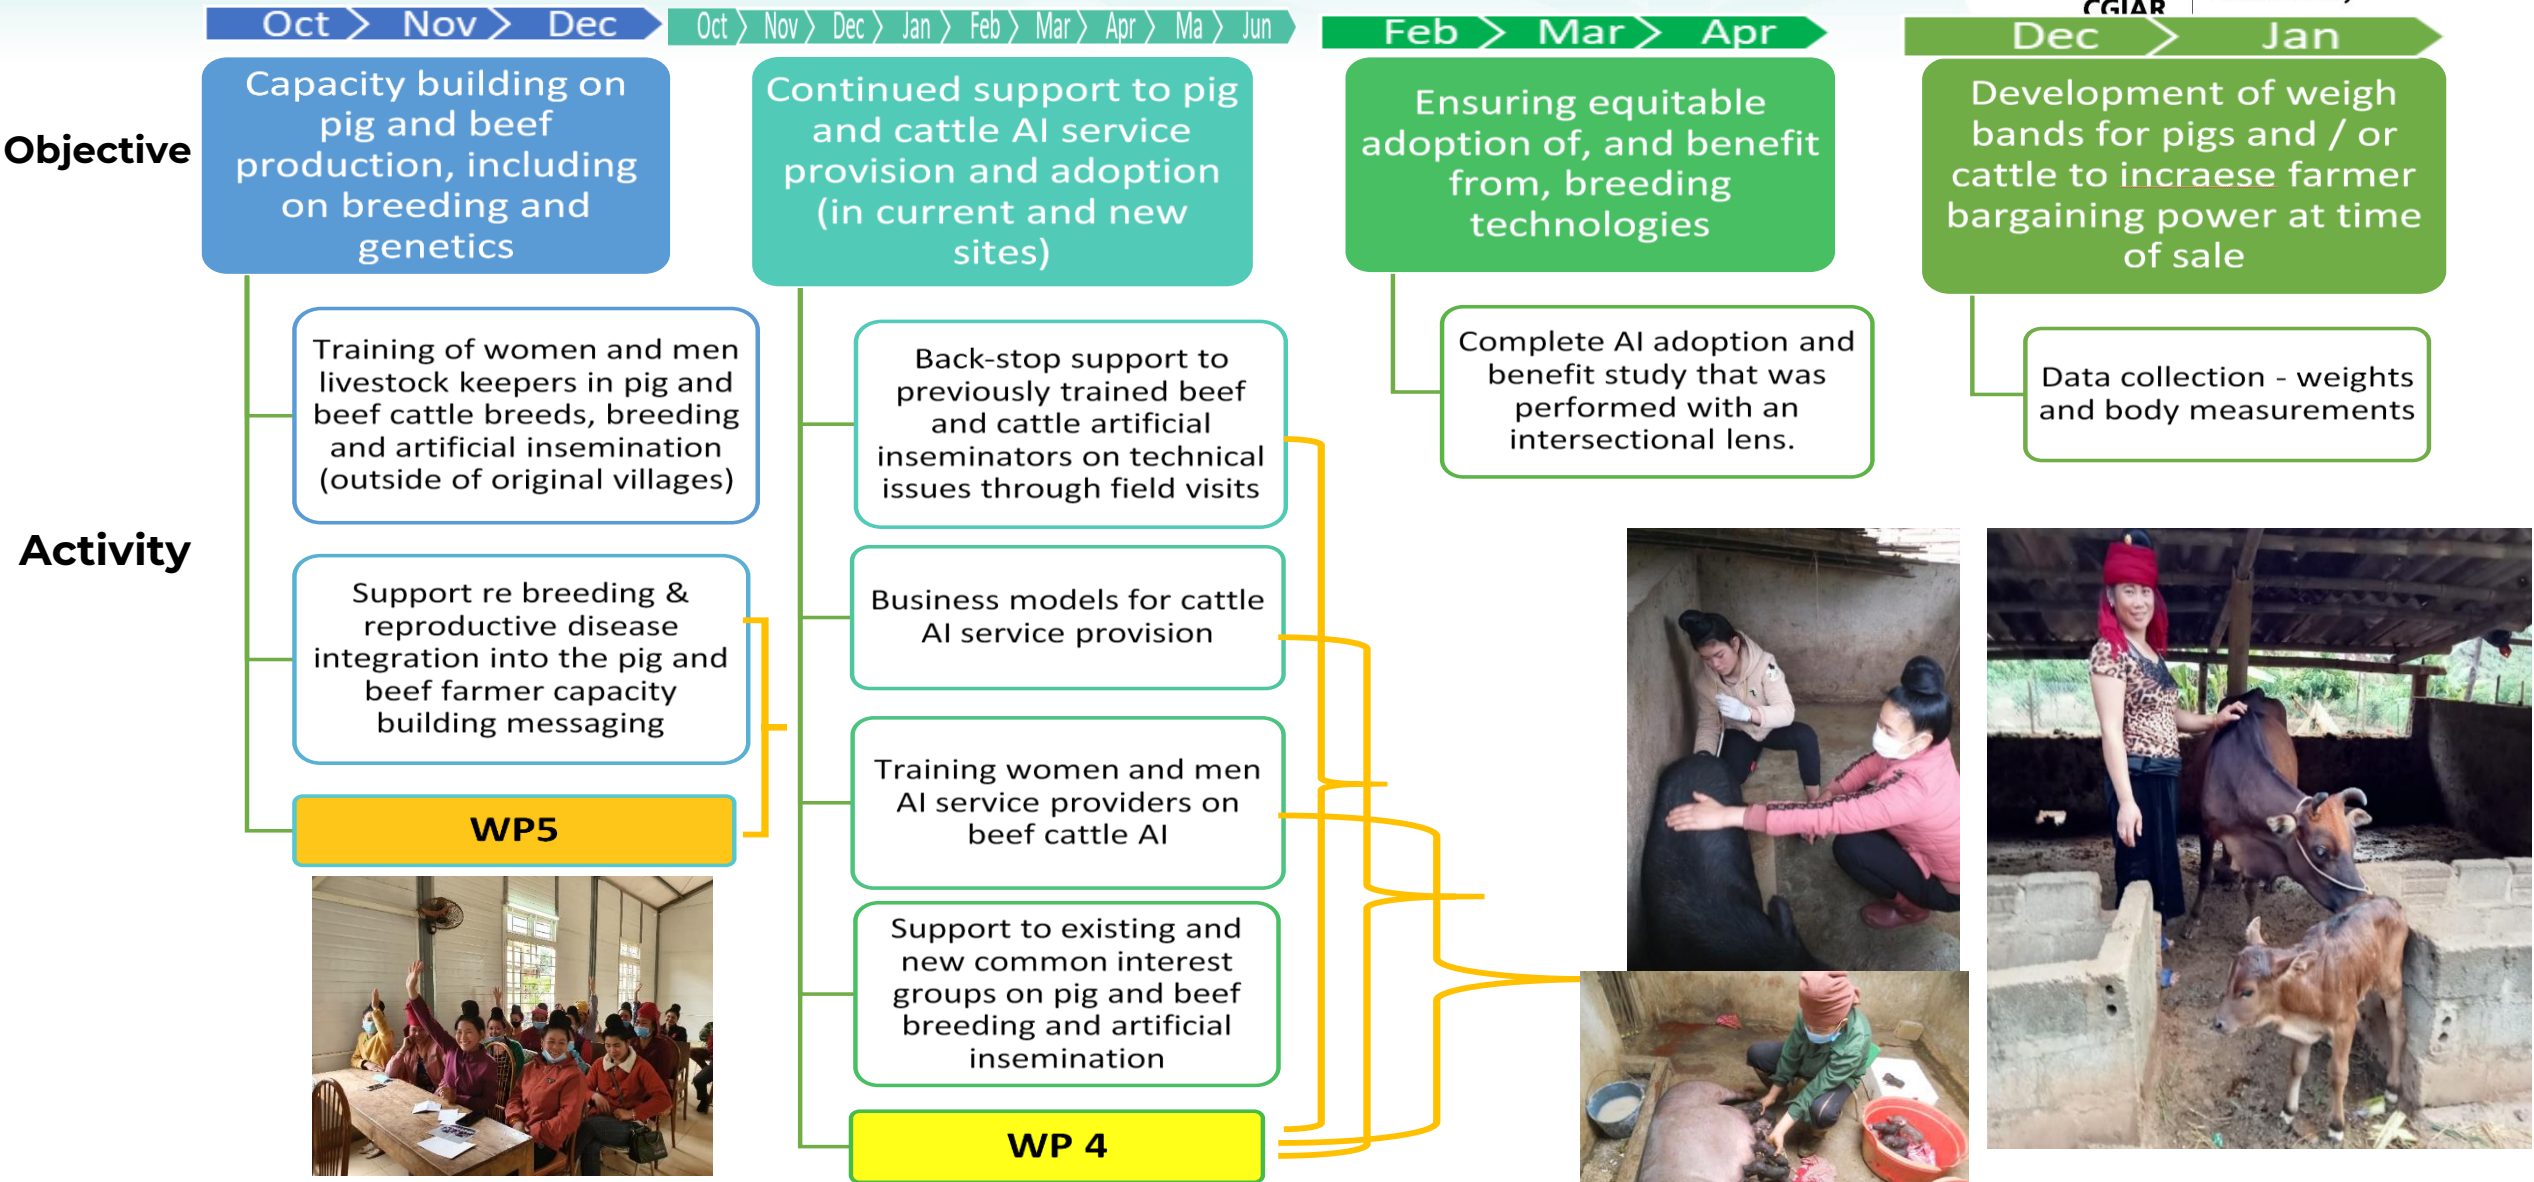 CGIAR
Oct Nov Dec
Oct Nov Dec Jan Feb Mar Apr Ma Jun
Feb Mar Apr
Dec Jan
Objective
Capacity building on
pig and beef
production, including
on breeding and
genetics
Continued support to pig
and cattle AI service
provision and adoption
(in current and new
sites)
Ensuring equitable
adoption of, and benefit
from, breeding
technologies
Development of weigh
bands for pigs and / or
cattle to incraese farmer
bargaining power at time
of sale
Activity
Training of women and men
livestock keepers in pig and
beef cattle breeds, breeding
and artificial insemination
(outside of original villages)
Support re breeding &
reproductive disease
integration into the pig and
beef farmer capacity
building messaging
WP5
Back-stop support to
previously trained beef
and cattle artificial
inseminators on technical
issues through field visits
Business models for cattle
AI service provision
Training women and men
AI service providers on
beef cattle AI
Support to existing and
new common interest
groups on pig and beef
breeding and artificial
insemination
WP 4
Complete AI adoption and
benefit study that was
performed with an
intersectional lens.
Data collection - weights
and body measurements